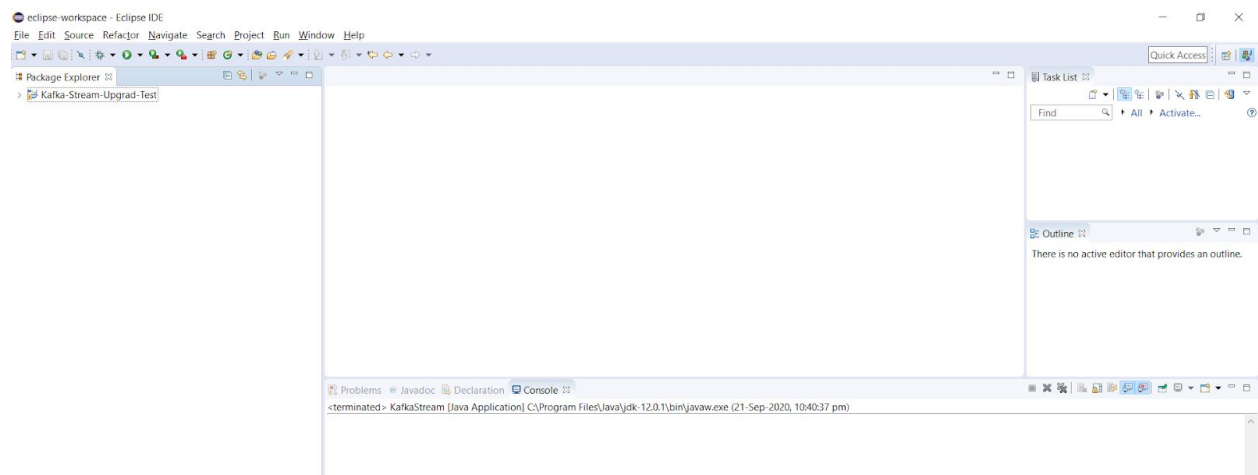 eclipse-workspace - Eclipse IDE
File Edit Source Refactor Navigate Search Project Run Window Help
Quick Access
Package Explorer
Kafka-Stream-Upgrad-Test
Task List
Find
All
Activate...
Outline
There is no active editor that provides an outline.
Problems Javadoc Declaration Console
<terminated> KafkaStream [Java Application] C:\Program Files\Java\jdk-12.0.1\bin\javaw.exe (21-Sep-2020, 10:40:37 pm)